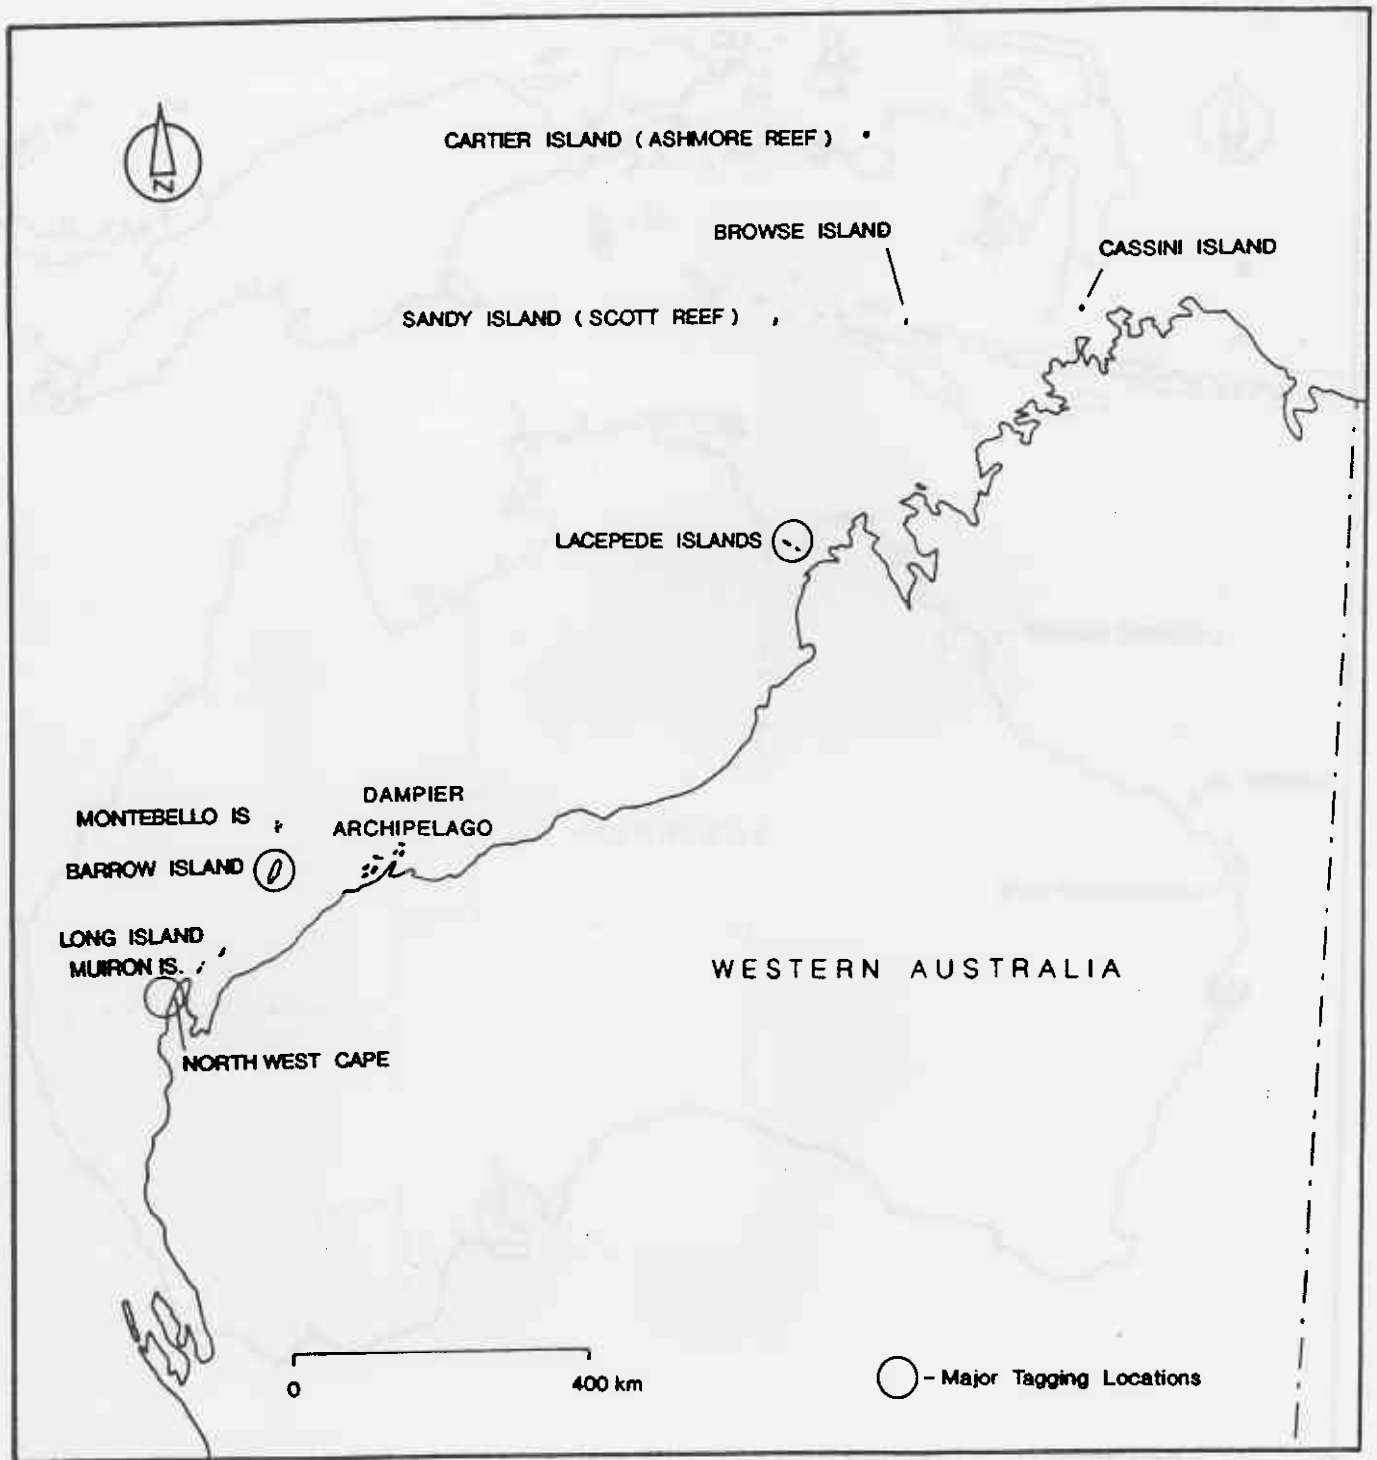 N
CARTIER ISLAND ( ASHMORE REEF )
BROWSE ISLAND
CASSINI ISLAND
SANDY ISLAND ( SCOTT REEF )
LACEPEDE ISLANDS
DAMPIER
ARCHIPELAGO
MONTEBELLO IS
BARROW ISLAND
LONG ISLAND
MUIRON IS.
WESTERN AUSTRALIA
NORTH WEST CAPE
0
400 km
- Major Tagging Locations